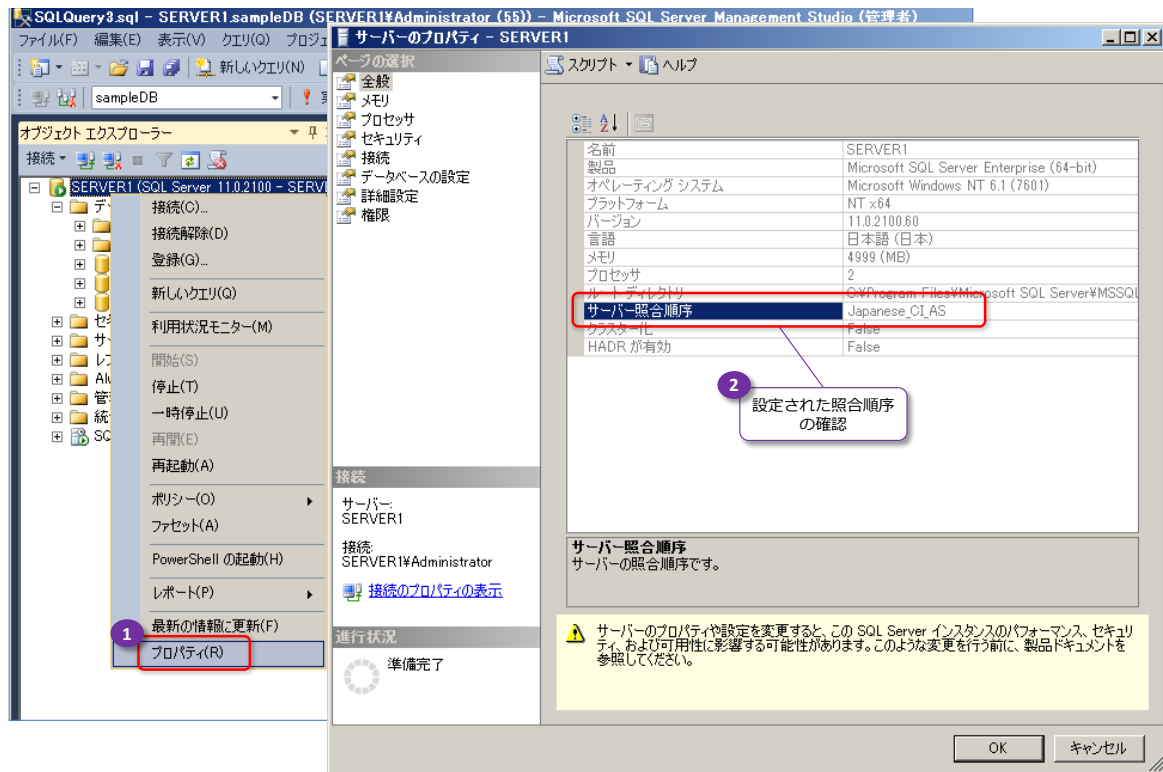 SQLQuery3.sql - SERVER1.sampleDB (SERVER1¥Administrator (55)) - Microsoft SQL Server Management Studio (管理者)
ファイル(F) 編集(E) 表示(V) クエリ(Q)
新しいクエリ(N)
sampleDB
オブジェクト エクスプローラー
接続
SERVER1 (SQL Server 11.0.2100 - SERV
接続(C)...
接続解除(D)
登録(G)...
新しいクエリ(Q)
利用状況モニター(M)
開始(S)
停止(T)
一時停止(U)
再開(E)
再起動(A)
ポリシー(O)
ファセット(A)
PowerShell の起動(H)
レポート(P)
最新の情報に更新(F)
1
プロパティ(R)
サーバーのプロパティ - SERVER1
ページの選択
全般
メモリ
プロセッサ
セキュリティ
接続
データベースの設定
詳細設定
権限
接続
サーバー:
SERVER1
接続:
SERVER1¥Administrator
接続のプロパティの表示
進行状況
準備完了
スクリプト ヘルプ
名前 SERVER1
製品 Microsoft SQL Server Enterprise (64-bit)
オペレーティング システム Microsoft Windows NT 6.1 (7601)
プラットフォーム NT x64
バージョン 11.0.2100.60
言語 日本語 (日本)
メモリ 4999 (MB)
プロセッサ 2
ルート ディレクトリ C:¥Program Files¥Microsoft SQL Server¥MSSQL
サーバー照合順序 Japanese_CI_AS
クラスター化 False
HADR が有効 False
2
設定された照合順序
の確認
サーバー照合順序
サーバーの照合順序です。
サーバーのプロパティや設定を変更すると、この SQL Server インスタンスのパフォーマンス、セキュリ
ティ、および可用性に影響する可能性があります。このような変更を行う前に、製品ドキュメントを
参照してください。
OK キャンセル